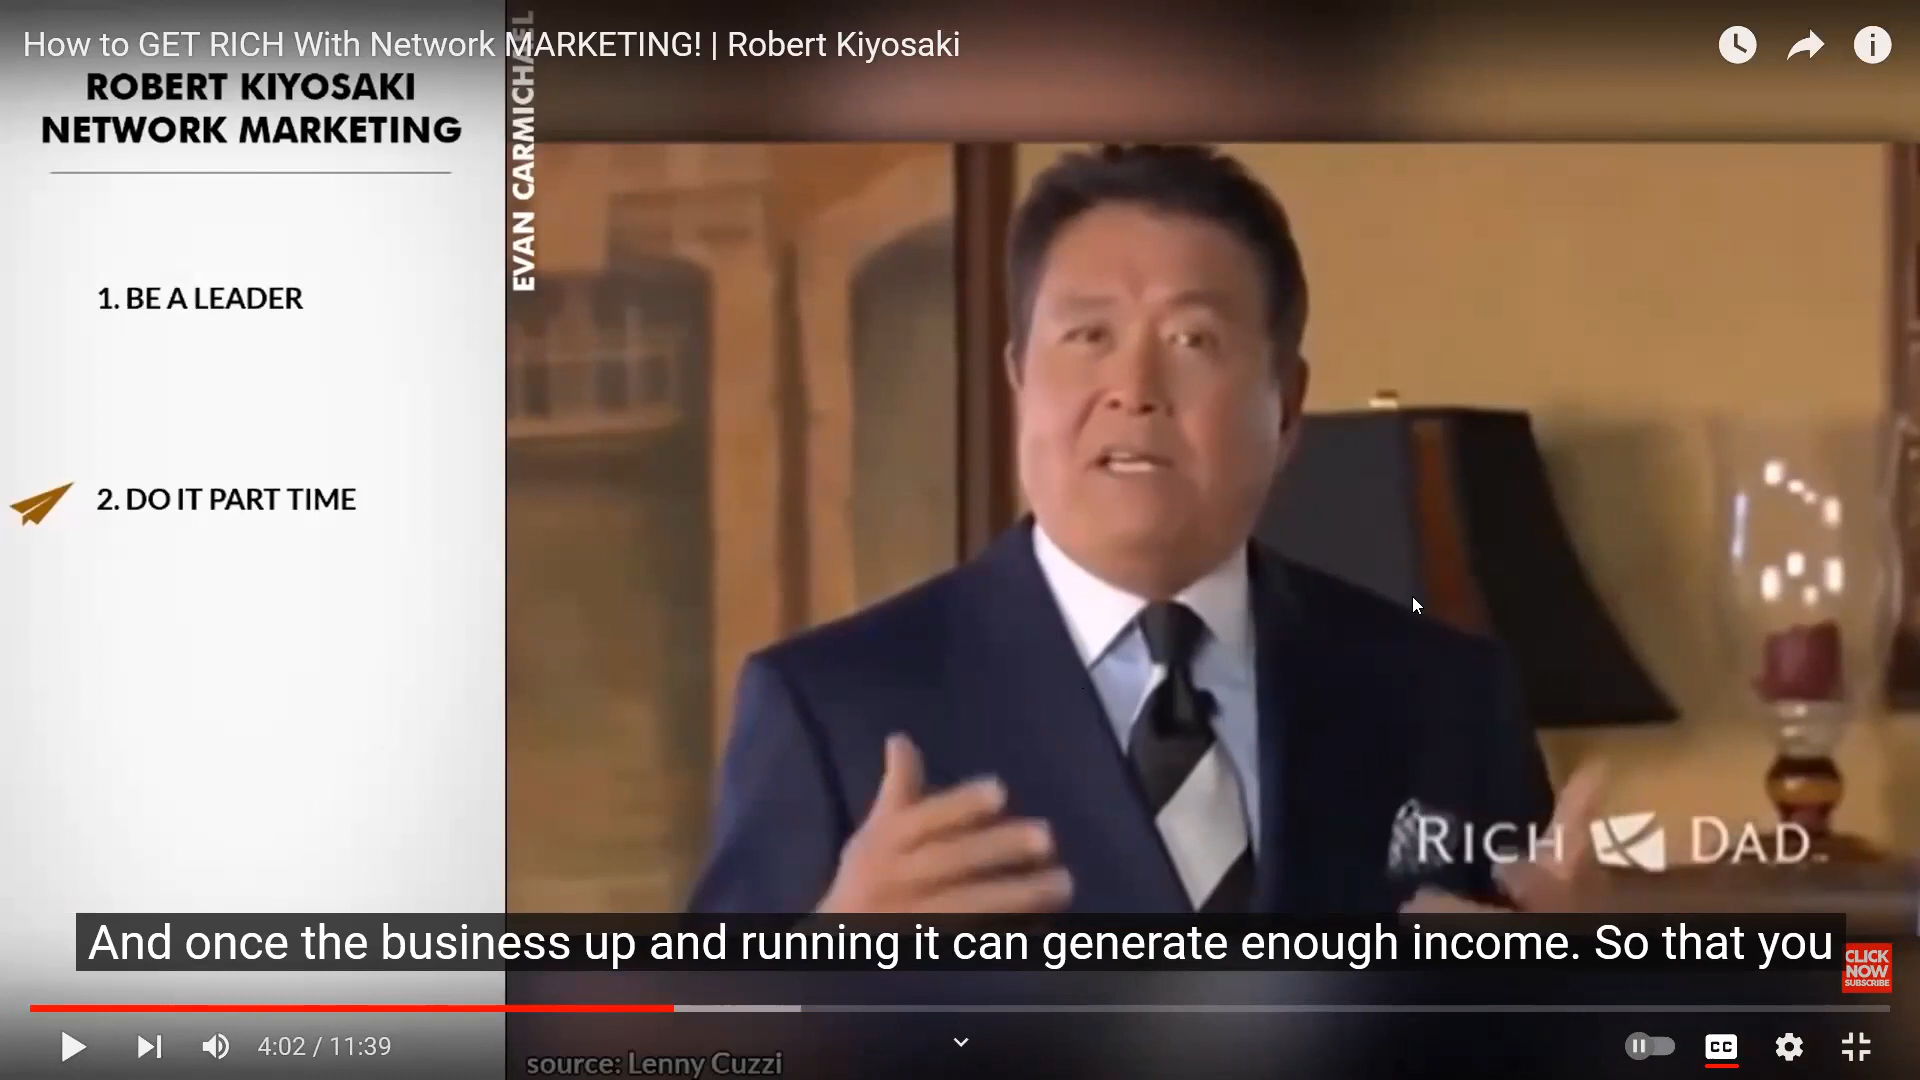 How to GET RICH With Network MARKETING! | Robert Kiyosaki
ROBERT KIYOSAKI
NETWORK MARKETING
EVAN CARMICHAEL
1. BE A LEADER
2. DO IT PART TIME
RICH DAD
And once the business up and running it can generate enough income. So that you
CLICK
NOW
SUBSCRIBE
4:02 / 11:39
CC
source: Lenny Cuzzi